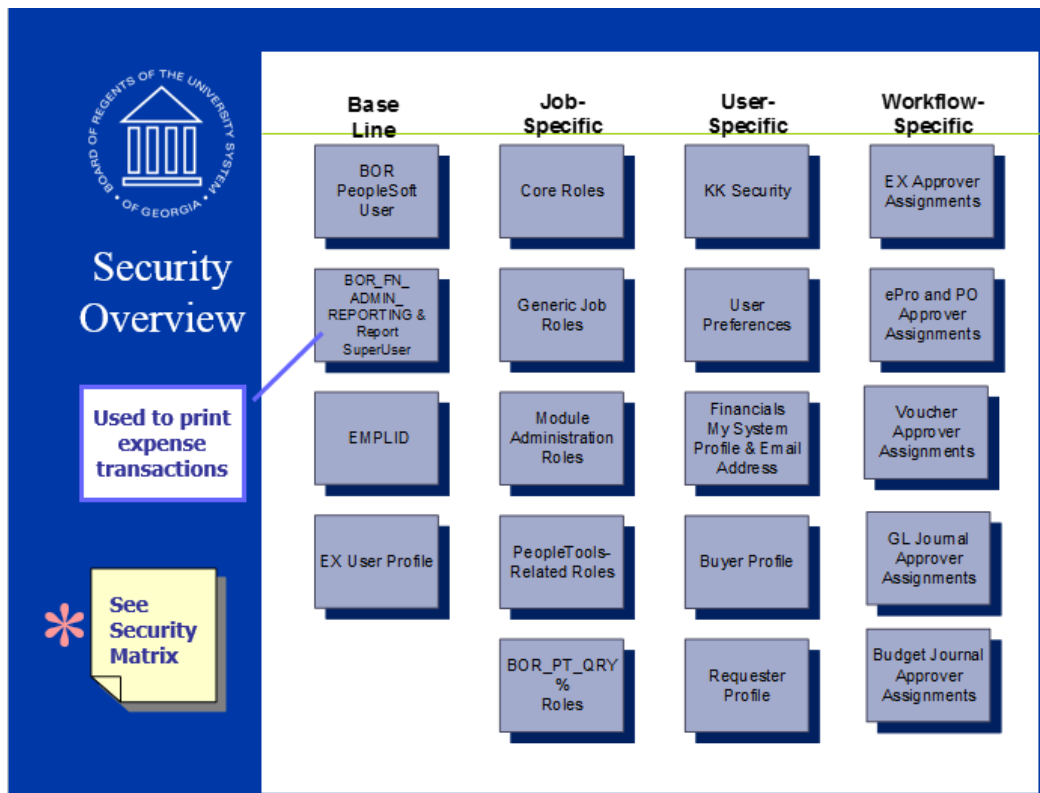 BOARD OF REGENTS OF THE UNIVERSITY SYSTEM
• OF GEORGIA •
Security
Overview
Used to print
expense
transactions
*
See
Security
Matrix
Base
Line
BOR
PeopleSoft
User
BOR_FN_
ADMIN_
REPORTING &
Report
SuperUser
EMPLID
EX User Profile
Job-
Specific
Core Roles
Generic Job
Roles
Module
Administration
Roles
PeopleTools-
Related Roles
BOR_PT_QRY
%
Roles
User-
Specific
KK Security
User
Preferences
Financials
My System
Profile & Email
Address
Buyer Profile
Requester
Profile
Workflow-
Specific
EX Approver
Assignments
ePro and PO
Approver
Assignments
Voucher
Approver
Assignments
GL Journal
Approver
Assignments
Budget Journal
Approver
Assignments